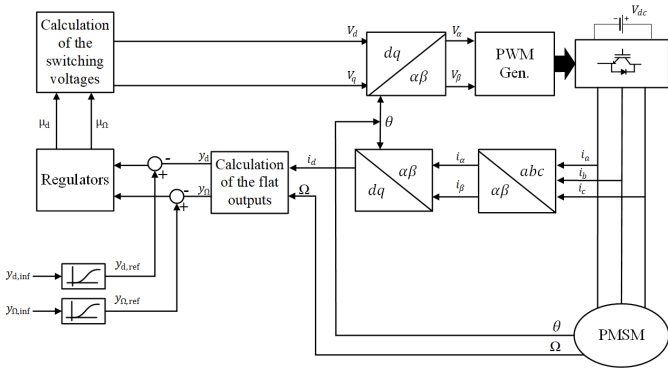 V_dc
Calculation
of the
switching
voltages
V_d
V_q
dq
αβ
V_α
V_β
PWM
Gen.
μ_d
μ_Ω
θ
Regulators
-
+
-
+
y_d
y_Ω
Calculation
of the flat
outputs
i_d
Ω
αβ
dq
i_α
i_β
abc
αβ
i_a
i_b
i_c
y_d,inf
y_d,ref
y_Ω,inf
y_Ω,ref
θ
Ω
PMSM